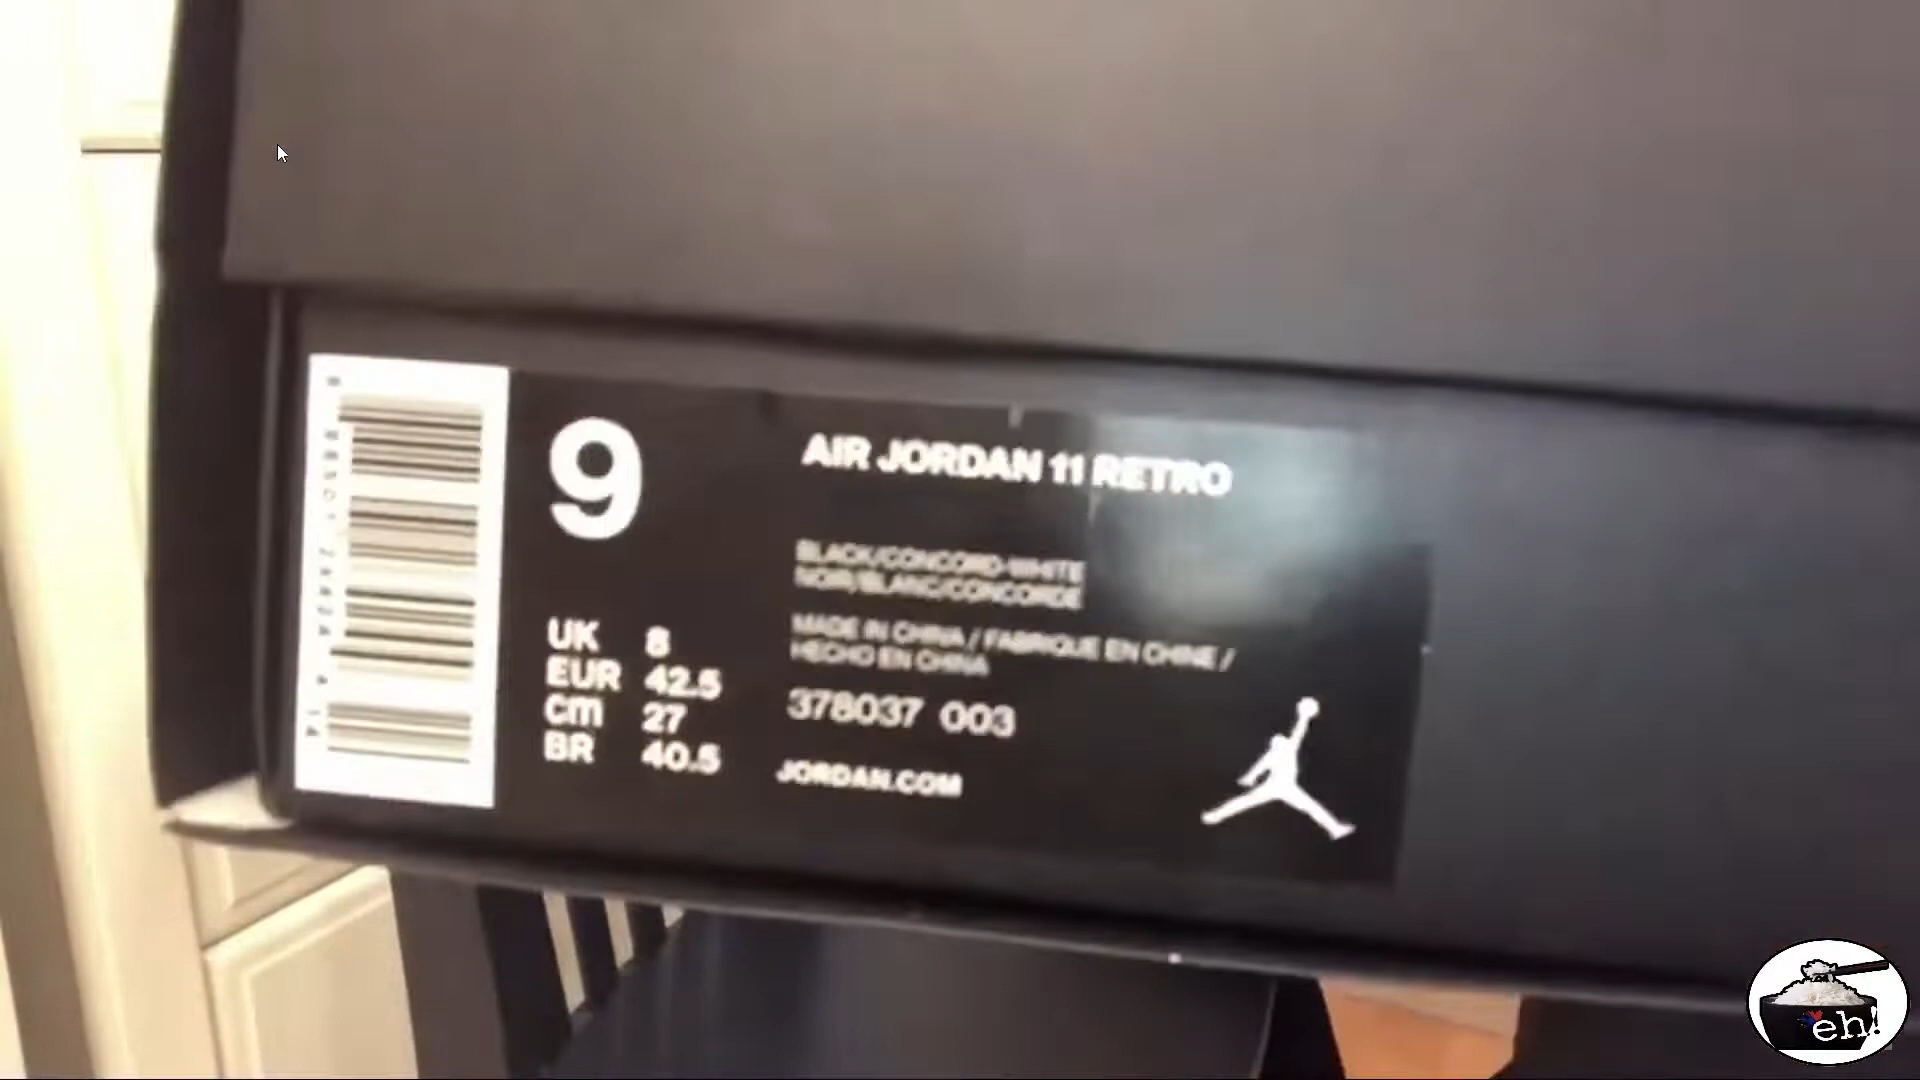 9
AIR JORDAN 11 RETRO
BLACK/CONCORD-WHITE
NOIR/BLANC/CONCORDE
MADE IN CHINA / FABRIQUE EN CHINE /
HECHO EN CHINA
UK 8
EUR 42.5
cm 27
BR 40.5
378037 003
JORDAN.COM
eh!